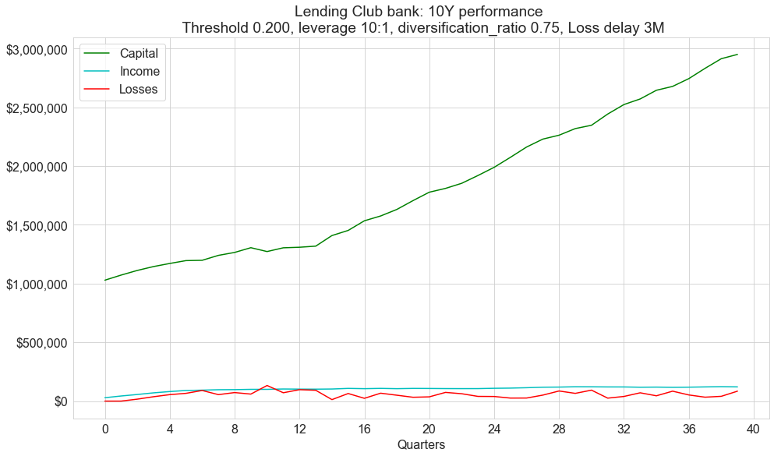 Lending Club bank: 10Y performance
Threshold 0.200, leverage 10:1, diversification_ratio 0.75, Loss delay 3M
Capital
Income
Losses
$3,000,000
$2,500,000
$2,000,000
$1,500,000
$1,000,000
$500,000
$0
0 4 8 12 16 20 24 28 32 36 40
Quarters